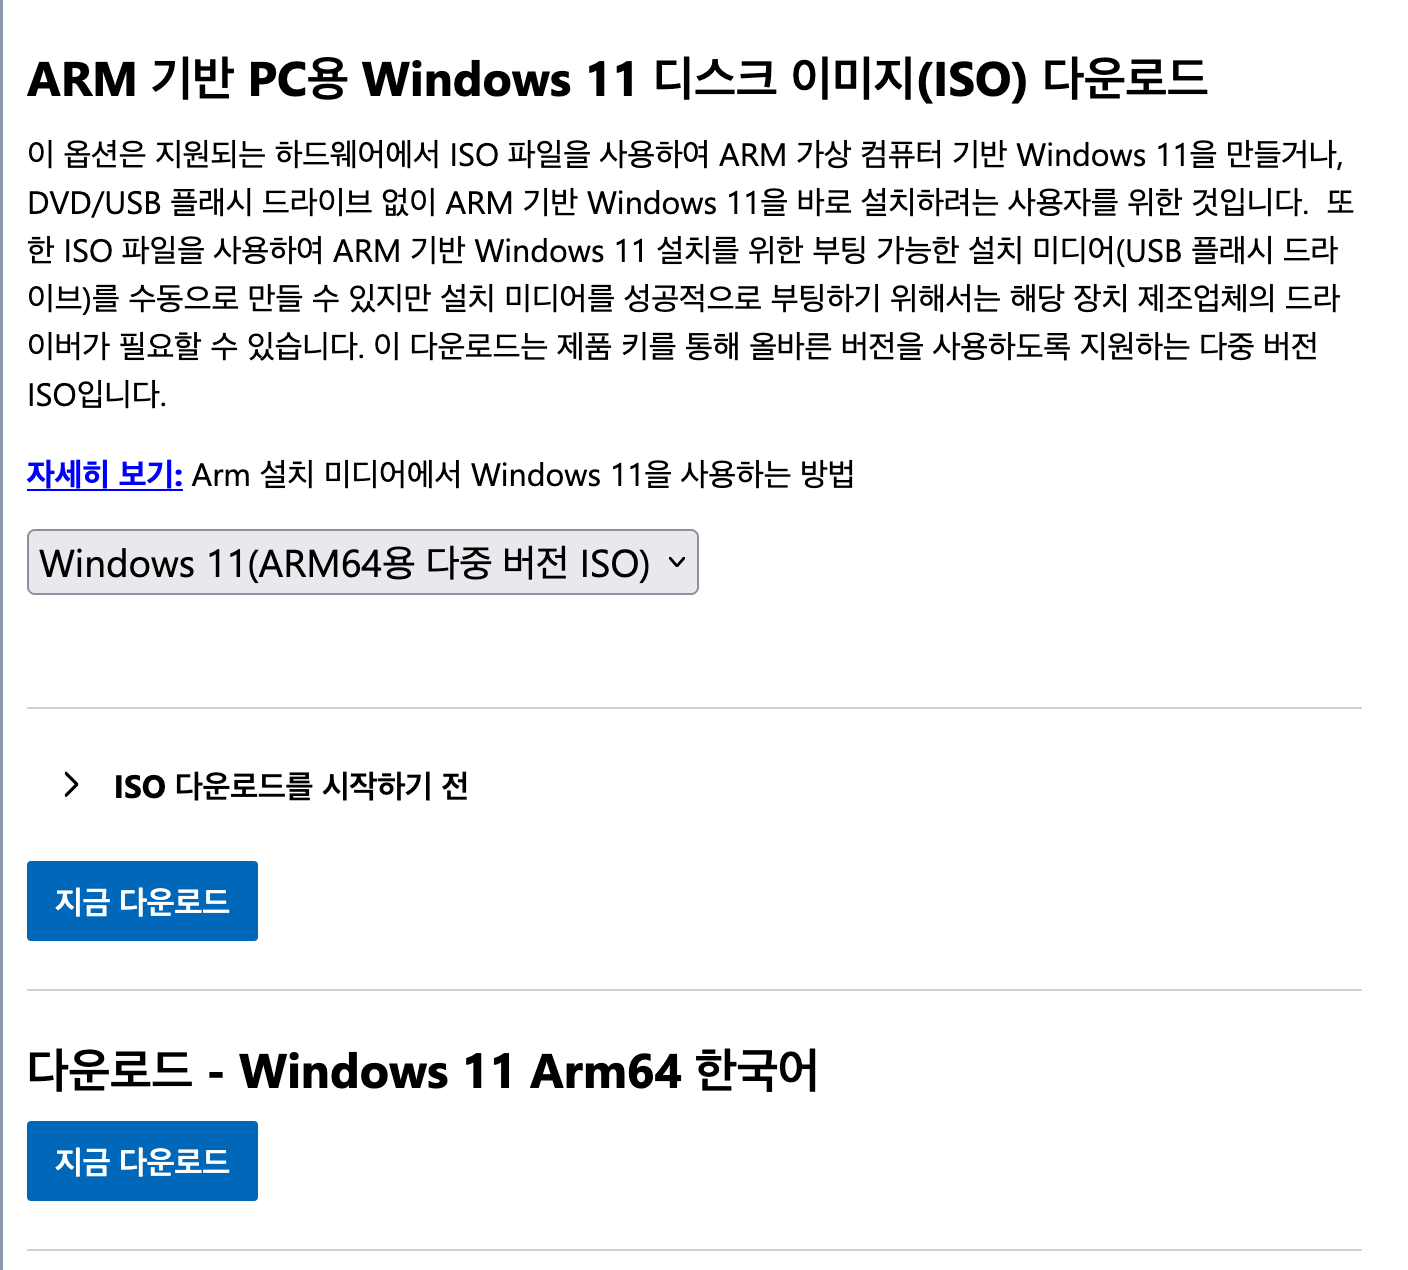 ARM 기반 PC용 Windows 11 디스크 이미지(ISO) 다운로드
이 옵션은 지원되는 하드웨어에서 ISO 파일을 사용하여 ARM 가상 컴퓨터 기반 Windows 11을 만들거나,
DVD/USB 플래시 드라이브 없이 ARM 기반 Windows 11을 바로 설치하려는 사용자를 위한 것입니다. 또
한 ISO 파일을 사용하여 ARM 기반 Windows 11 설치를 위한 부팅 가능한 설치 미디어(USB 플래시 드라
이브)를 수동으로 만들 수 있지만 설치 미디어를 성공적으로 부팅하기 위해서는 해당 장치 제조업체의 드라
이버가 필요할 수 있습니다. 이 다운로드는 제품 키를 통해 올바른 버전을 사용하도록 지원하는 다중 버전
ISO입니다.
자세히 보기: Arm 설치 미디어에서 Windows 11을 사용하는 방법
Windows 11(ARM64용 다중 버전 ISO)
ISO 다운로드를 시작하기 전
지금 다운로드
다운로드 - Windows 11 Arm64 한국어
지금 다운로드